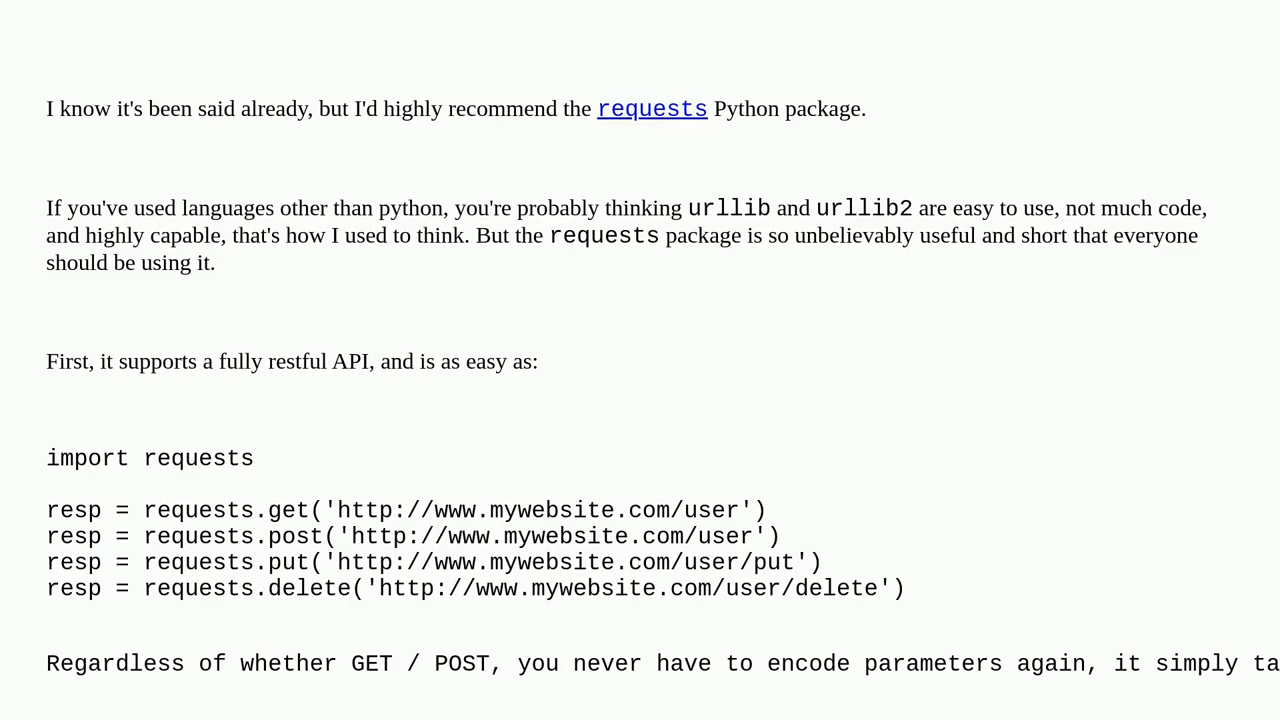 I know it's been said already, but I'd highly recommend the requests Python package.
If you've used languages other than python, you're probably thinking urllib and urllib2 are easy to use, not much code,
and highly capable, that's how I used to think. But the requests package is so unbelievably useful and short that everyone
should be using it.
First, it supports a fully restful API, and is as easy as:
import requests
resp = requests.get('http://www.mywebsite.com/user')
resp = requests.post('http://www.mywebsite.com/user')
resp = requests.put('http://www.mywebsite.com/user/put')
resp = requests.delete('http://www.mywebsite.com/user/delete')
Regardless of whether GET / POST, you never have to encode parameters again, it simply